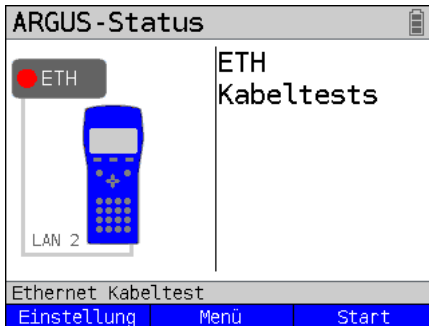 ARGUS-Status
ETH
ETH
Kabeltests
LAN 2
Ethernet Kabeltest
Einstellung Menü Start